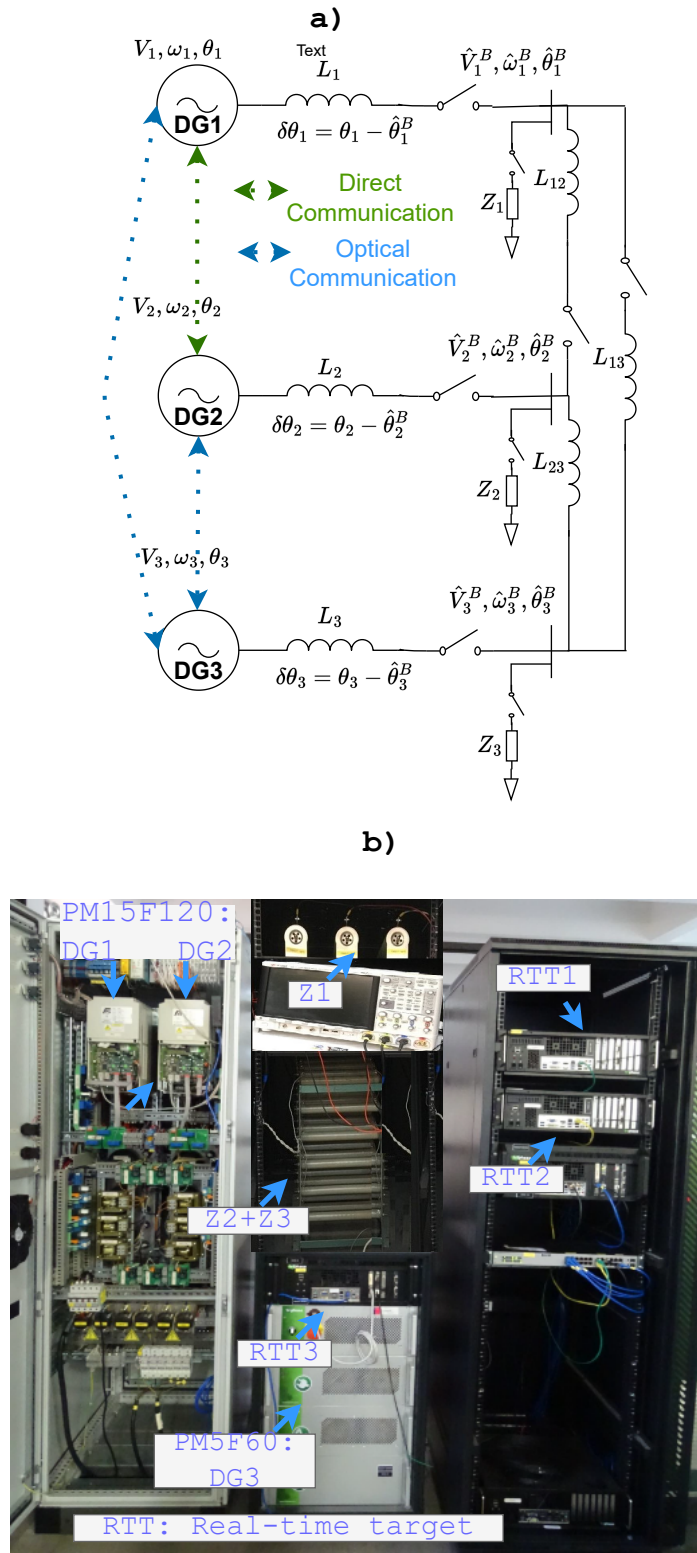 a)
V₁, ω₁, θ₁
Text
L₁
V̂₁ᴮ, ω̂₁ᴮ, θ̂₁ᴮ
DG1
δθ₁ = θ₁ − θ̂₁ᴮ
L₁₂
Z₁
Direct
Communication
Optical
Communication
V₂, ω₂, θ₂
V̂₂ᴮ, ω̂₂ᴮ, θ̂₂ᴮ
L₁₃
L₂
DG2
δθ₂ = θ₂ − θ̂₂ᴮ
L₂₃
Z₂
V₃, ω₃, θ₃
V̂₃ᴮ, ω̂₃ᴮ, θ̂₃ᴮ
L₃
DG3
δθ₃ = θ₃ − θ̂₃ᴮ
Z₃
b)
PM15F120:
DG1 DG2
Z1
RTT1
RTT2
Z2+Z3
RTT3
PM5F60:
DG3
RTT: Real-time target